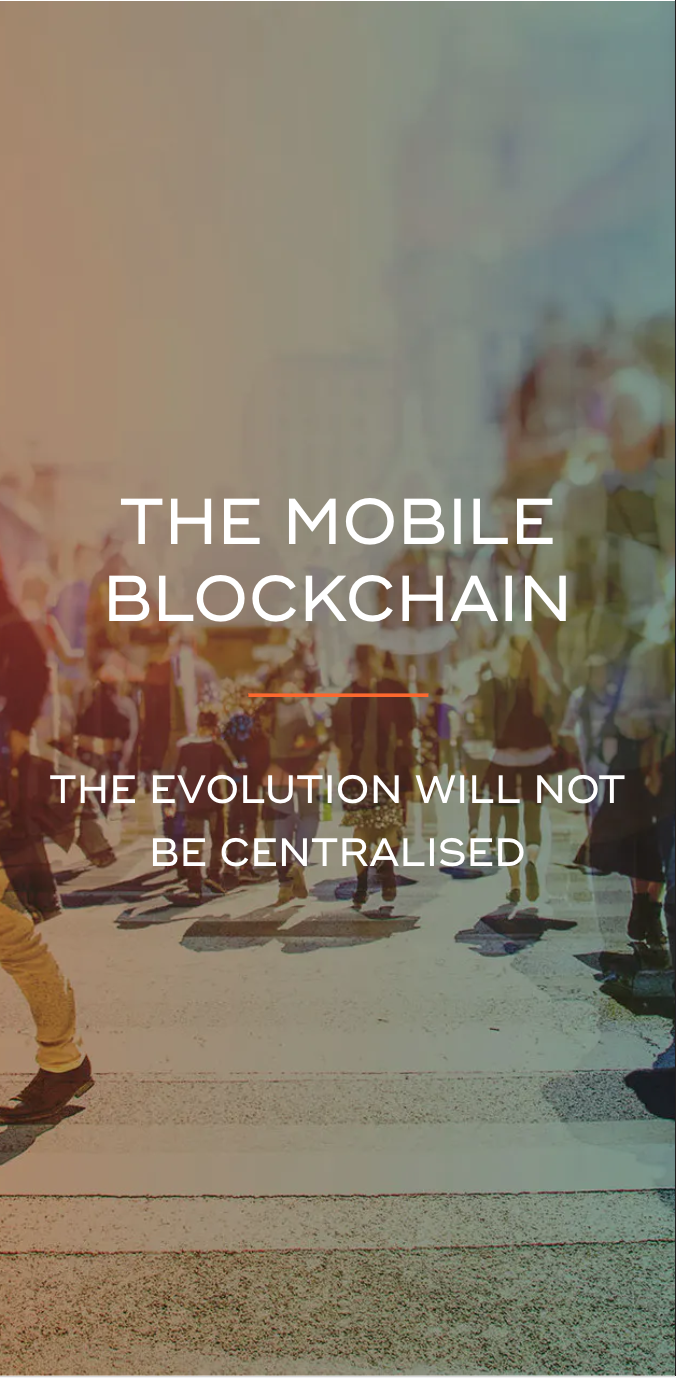 THE MOBILE
BLOCKCHAIN
THE EVOLUTION WILL NOT
BE CENTRALISED